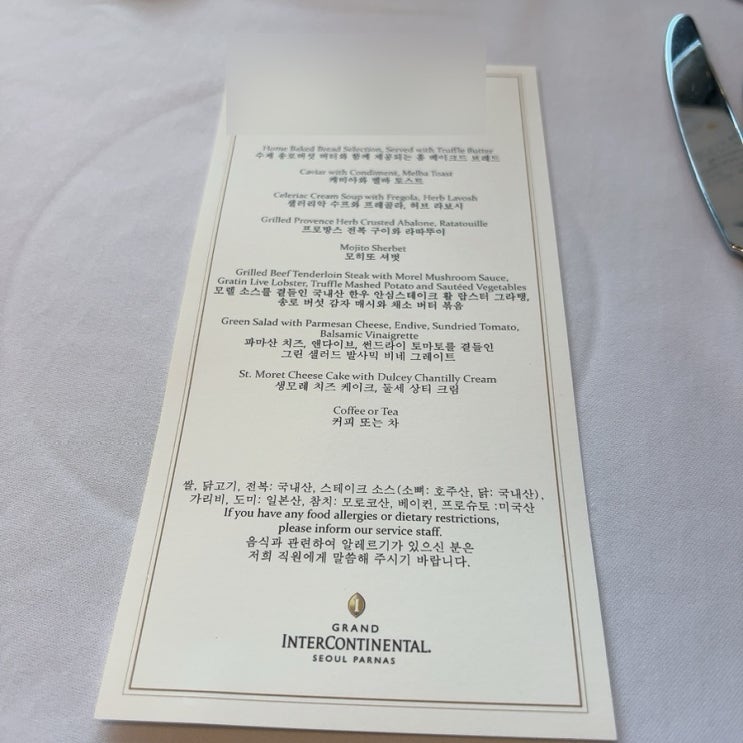 Home Baked Bread Selection, Served with Truffle Butter
수제 송로버섯 버터와 함께 제공되는 홈 베이크드 브레드
Caviar with Condiment, Melba Toast
케비아와 멜바 토스트
Celeriac Cream Soup with Fregola, Herb Lavosh
샐러리악 수프와 프레골라, 허브 라보시
Grilled Provence Herb Crusted Abalone, Ratatouille
프로방스 전복 구이와 라따뚜이
Mojito Sherbet
모히또 셔벗
Grilled Beef Tenderloin Steak with Morel Mushroom Sauce,
Gratin Live Lobster, Truffle Mashed Potato and Sautéed Vegetables
모렐 소스를 곁들인 국내산 한우 안심스테이크 활 랍스터 그라탱,
송로 버섯 감자 매시와 채소 버터 볶음
Green Salad with Parmesan Cheese, Endive, Sundried Tomato,
Balsamic Vinaigrette
파마산 치즈, 앤다이브, 썬드라이 토마토를 곁들인
그린 샐러드 발사믹 비네 그레이트
St. Moret Cheese Cake with Dulcey Chantilly Cream
생모레 치즈 케이크, 둘세 샹티 크림
Coffee or Tea
커피 또는 차
쌀, 닭고기, 전복: 국내산, 스테이크 소스(소뼈: 호주산, 닭: 국내산),
가리비, 도미: 일본산, 참치: 모로코산, 베이컨, 프로슈토 :미국산
If you have any food allergies or dietary restrictions,
please inform our service staff.
음식과 관련하여 알레르기가 있으신 분은
저희 직원에게 말씀해 주시기 바랍니다.
GRAND
INTERCONTINENTAL.
SEOUL PARNAS